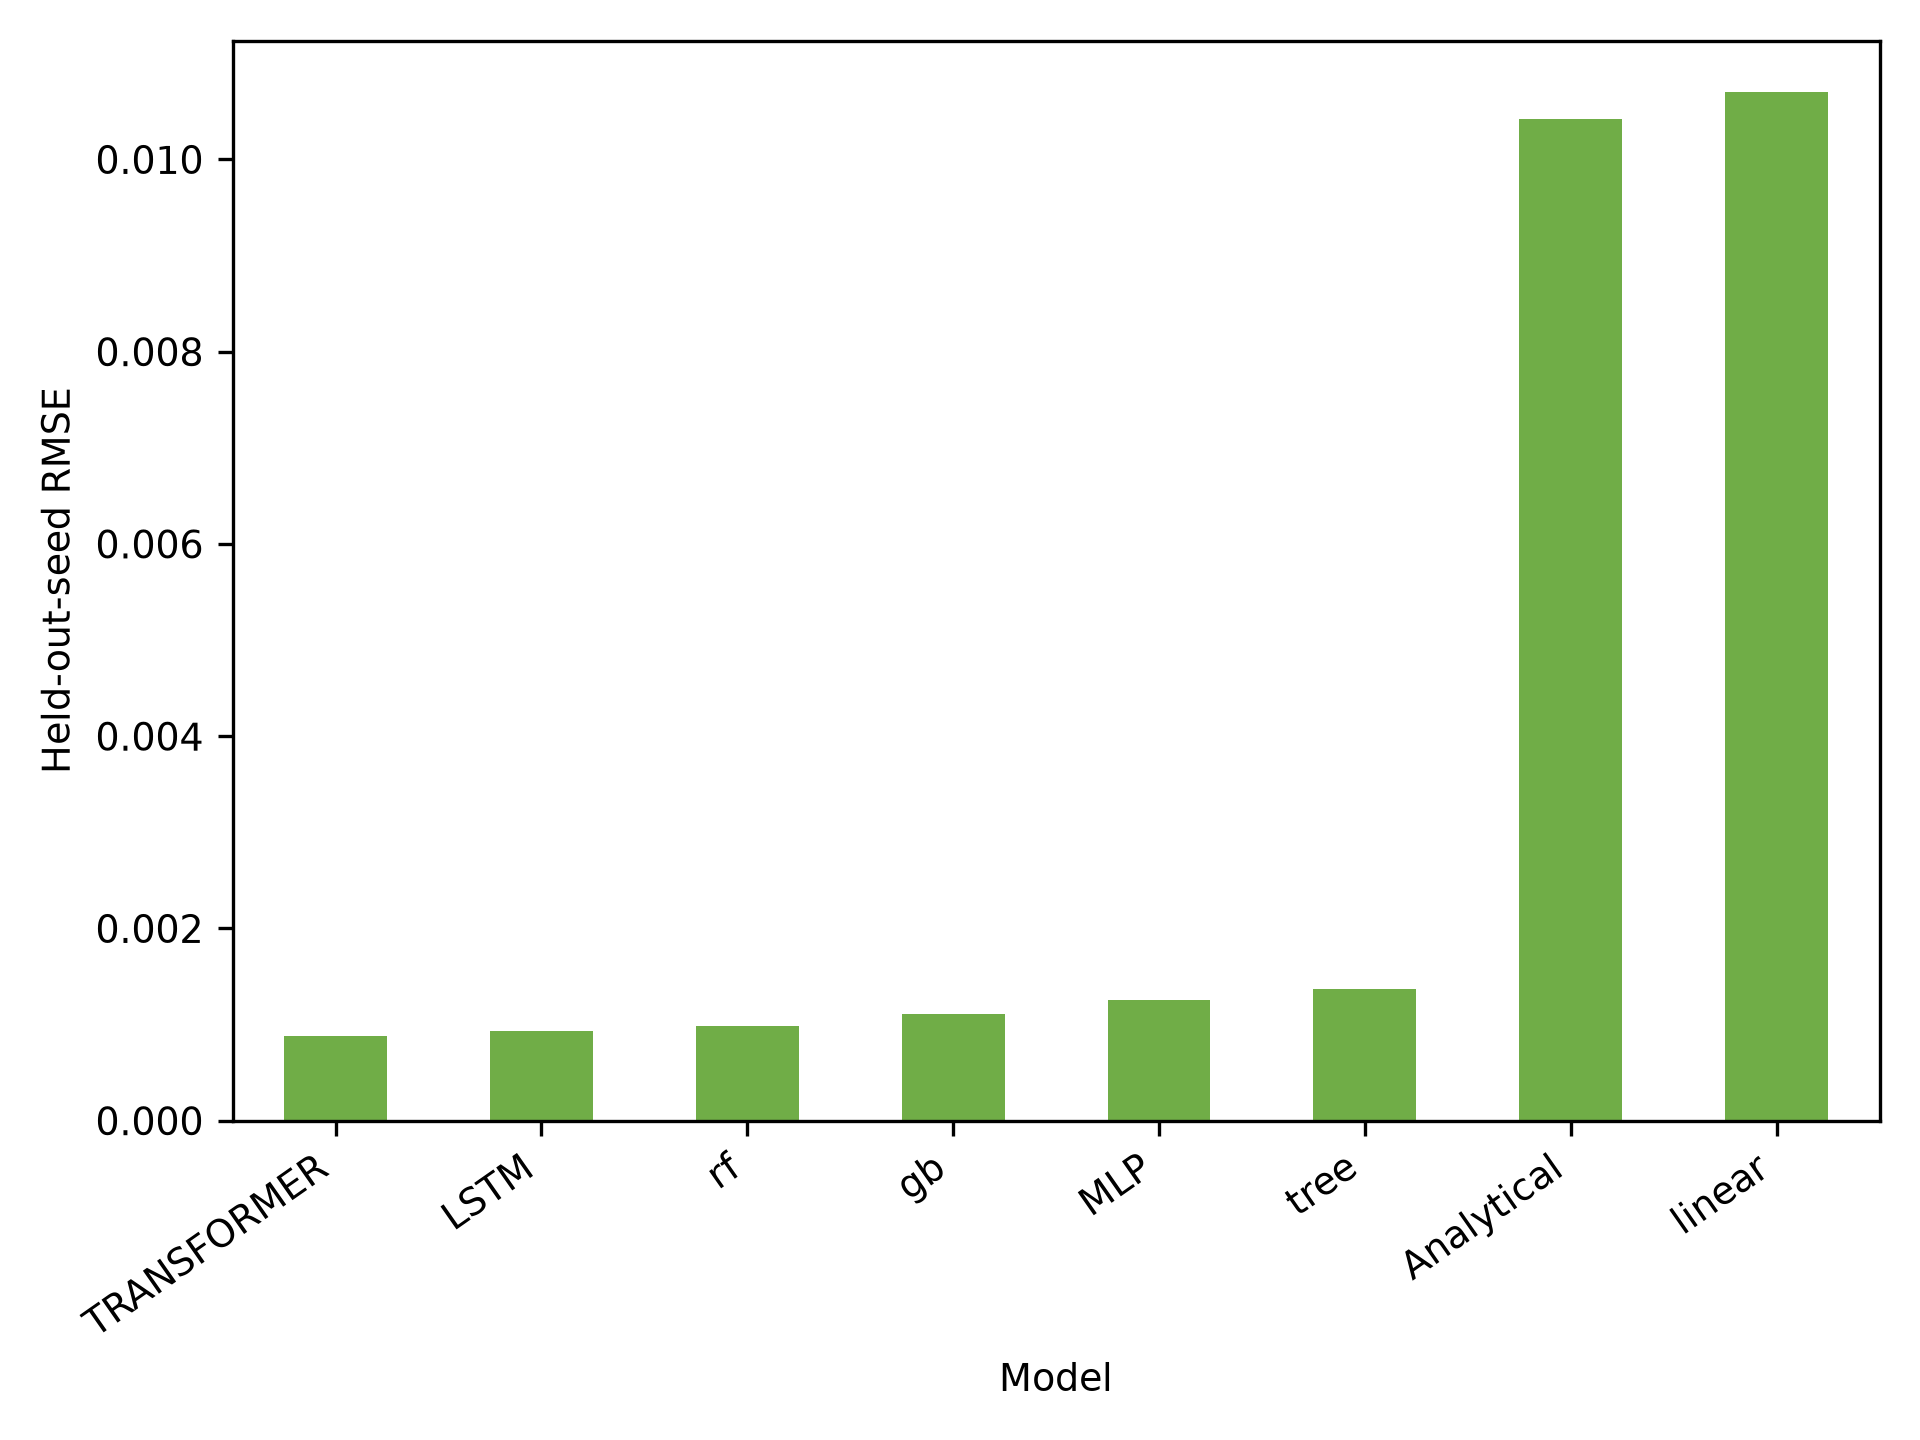 0.010
0.008
0.006
0.004
0.002
0.000
Held-out-seed RMSE
TRANSFORMER
LSTM
rf
gb
MLP
tree
Analytical
linear
Model